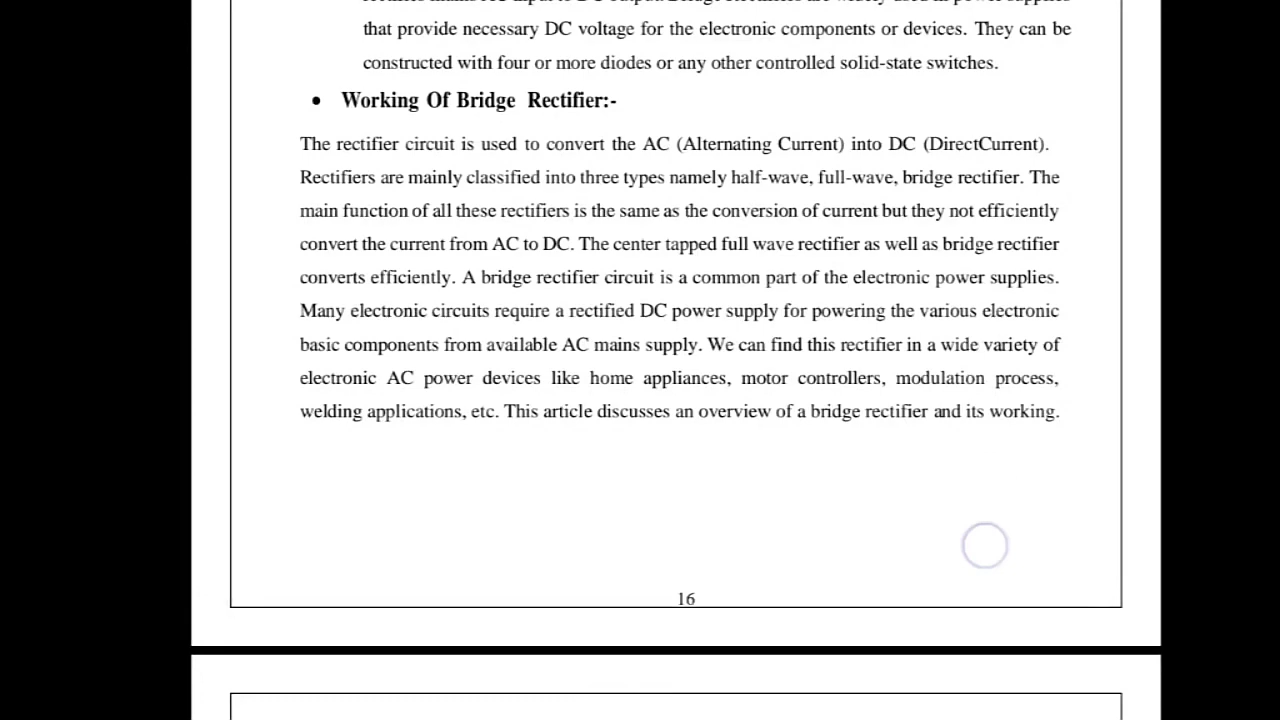 that provide necessary DC voltage for the electronic components or devices. They can be
constructed with four or more diodes or any other controlled solid-state switches.
• Working Of Bridge Rectifier:-
The rectifier circuit is used to convert the AC (Alternating Current) into DC (DirectCurrent).
Rectifiers are mainly classified into three types namely half-wave, full-wave, bridge rectifier. The
main function of all these rectifiers is the same as the conversion of current but they not efficiently
convert the current from AC to DC. The center tapped full wave rectifier as well as bridge rectifier
converts efficiently. A bridge rectifier circuit is a common part of the electronic power supplies.
Many electronic circuits require a rectified DC power supply for powering the various electronic
basic components from available AC mains supply. We can find this rectifier in a wide variety of
electronic AC power devices like home appliances, motor controllers, modulation process,
welding applications, etc. This article discusses an overview of a bridge rectifier and its working.
16